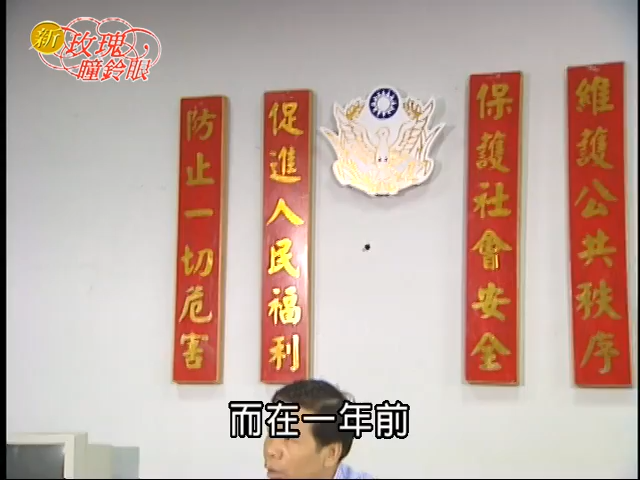 新玫瑰
瞳鈴眼
維護公共秩序
保護社會安全
促進人民福利
防止一切危害
而在一年前